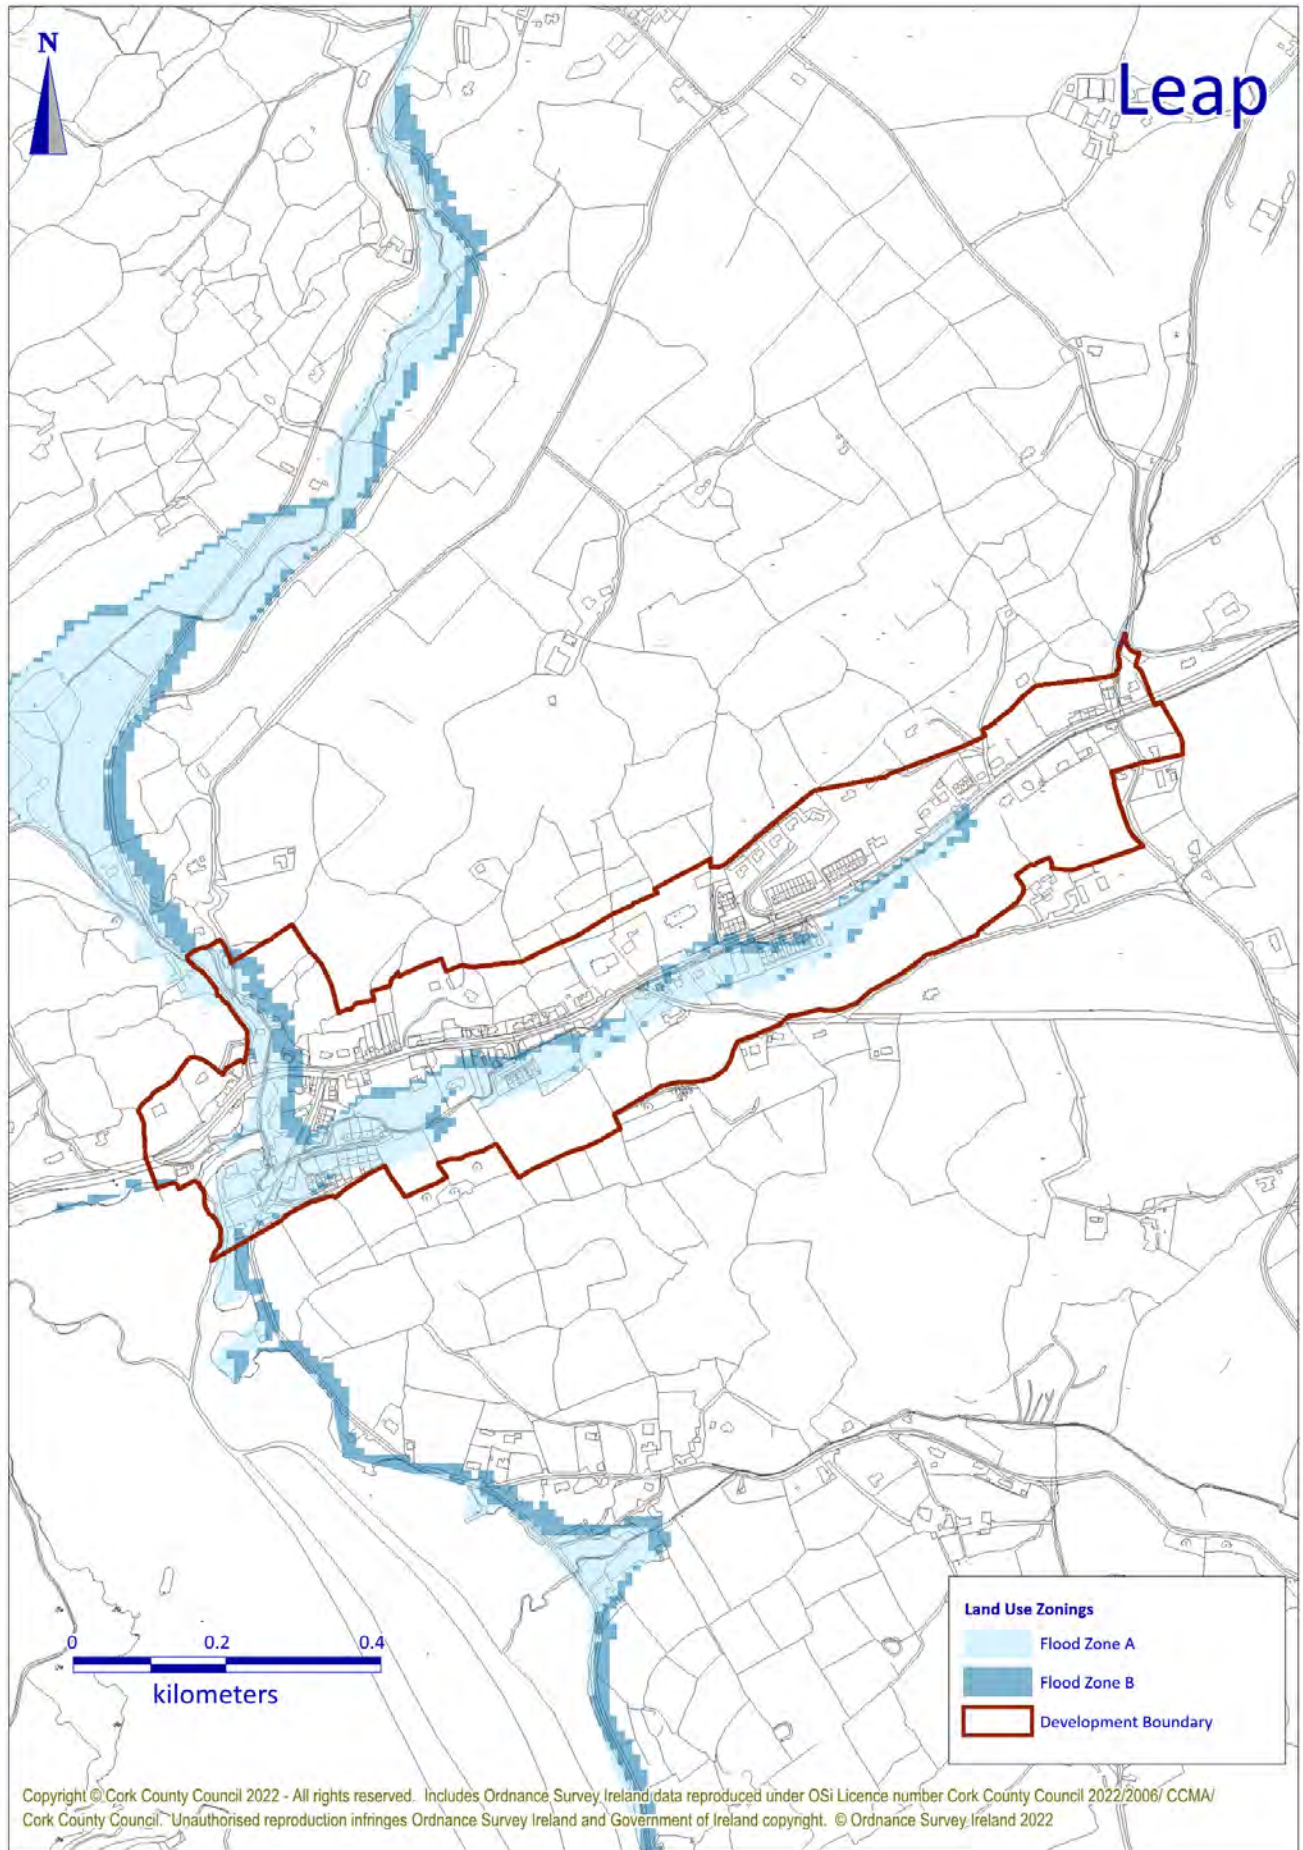 N
Leap
0 0.2 0.4
kilometers
Land Use Zonings
Flood Zone A
Flood Zone B
Development Boundary
Copyright © Cork County Council 2022 - All rights reserved. Includes Ordnance Survey Ireland data reproduced under OSi Licence number Cork County Council 2022/2006/ CCMA/
Cork County Council. Unauthorised reproduction infringes Ordnance Survey Ireland and Government of Ireland copyright. © Ordnance Survey Ireland 2022